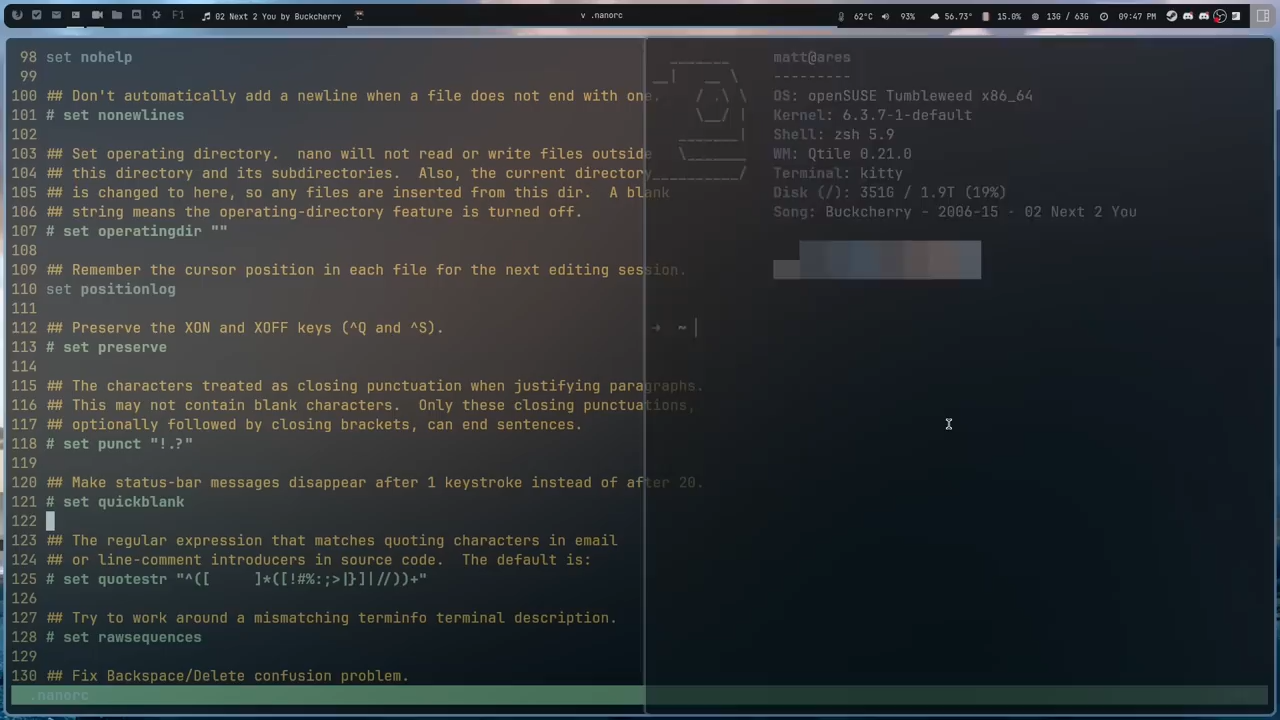 F1 02 Next 2 You by Buckcherry v .nanorc 62°C 93% 56.73° 15.0% 13G / 63G 09:47 PM
98 set nohelp
99
100 ## Don't automatically add a newline when a file does not end with one.
101 # set nonewlines
102
103 ## Set operating directory.  nano will not read or write files outside
104 ## this directory and its subdirectories.  Also, the current directory
105 ## is changed to here, so any files are inserted from this dir.  A blank
106 ## string means the operating-directory feature is turned off.
107 # set operatingdir ""
108
109 ## Remember the cursor position in each file for the next editing session.
110 set positionlog
111
112 ## Preserve the XON and XOFF keys (^Q and ^S).
113 # set preserve
114
115 ## The characters treated as closing punctuation when justifying paragraphs.
116 ## This may not contain blank characters.  Only these closing punctuations,
117 ## optionally followed by closing brackets, can end sentences.
118 # set punct "!.?"
119
120 ## Make status-bar messages disappear after 1 keystroke instead of after 20.
121 # set quickblank
122
123 ## The regular expression that matches quoting characters in email
124 ## or line-comment introducers in source code.  The default is:
125 # set quotestr "^([     ]*([!#%:;>|}]|//))+"
126
127 ## Try to work around a mismatching terminfo terminal description.
128 # set rawsequences
129
130 ## Fix Backspace/Delete confusion problem.
.nanorc
matt@ares
---------
OS: openSUSE Tumbleweed x86_64
Kernel: 6.3.7-1-default
Shell: zsh 5.9
WM: Qtile 0.21.0
Terminal: kitty
Disk (/): 351G / 1.9T (19%)
Song: Buckcherry - 2006-15 - 02 Next 2 You
→ ~